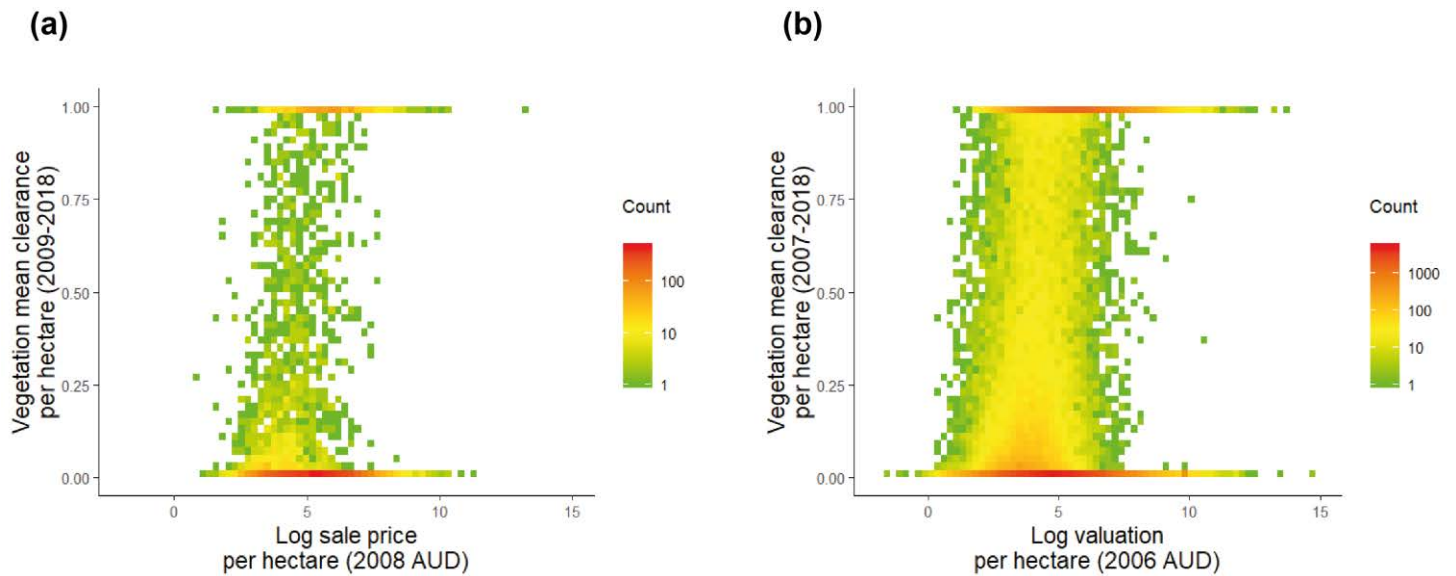 (a)
Vegetation mean clearance
per hectare (2009-2018)
1.00
0.75
0.50
0.25
0.00
0
5
10
15
Log sale price
per hectare (2008 AUD)
Count
100
10
1
(b)
Vegetation mean clearance
per hectare (2007-2018)
1.00
0.75
0.50
0.25
0.00
0
5
10
15
Log valuation
per hectare (2006 AUD)
Count
1000
100
10
1